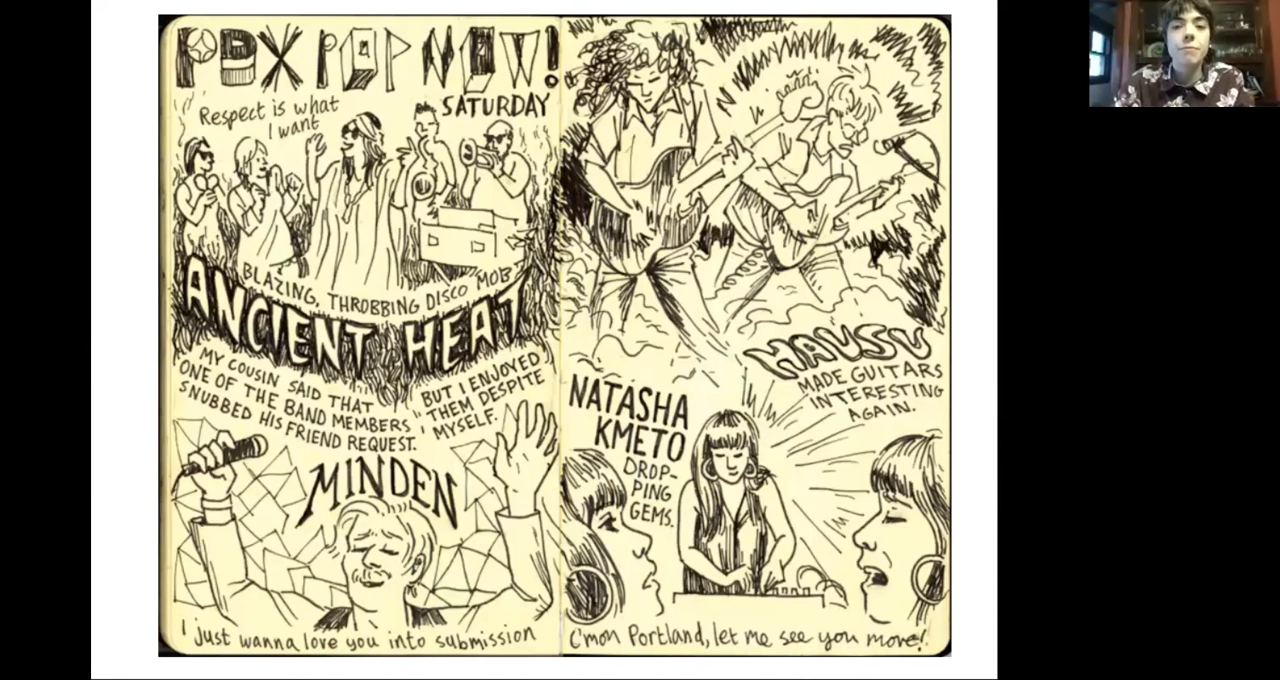 PDX POP NOW!
SATURDAY
Respect is what
I want
BLAZING, THROBBING DISCO MOB
ANCIENT HEAT
MY COUSIN SAID THAT
ONE OF THE BAND MEMBERS
SNUBBED HIS FRIEND REQUEST.
BUT I ENJOYED
THEM DESPITE
MYSELF.
MINDEN
I just wanna love you into submission
HAUSU
MADE GUITARS
INTERESTING
AGAIN.
NATASHA
KMETO
DROP-
PING
GEMS.
C'mon Portland, let me see you move!